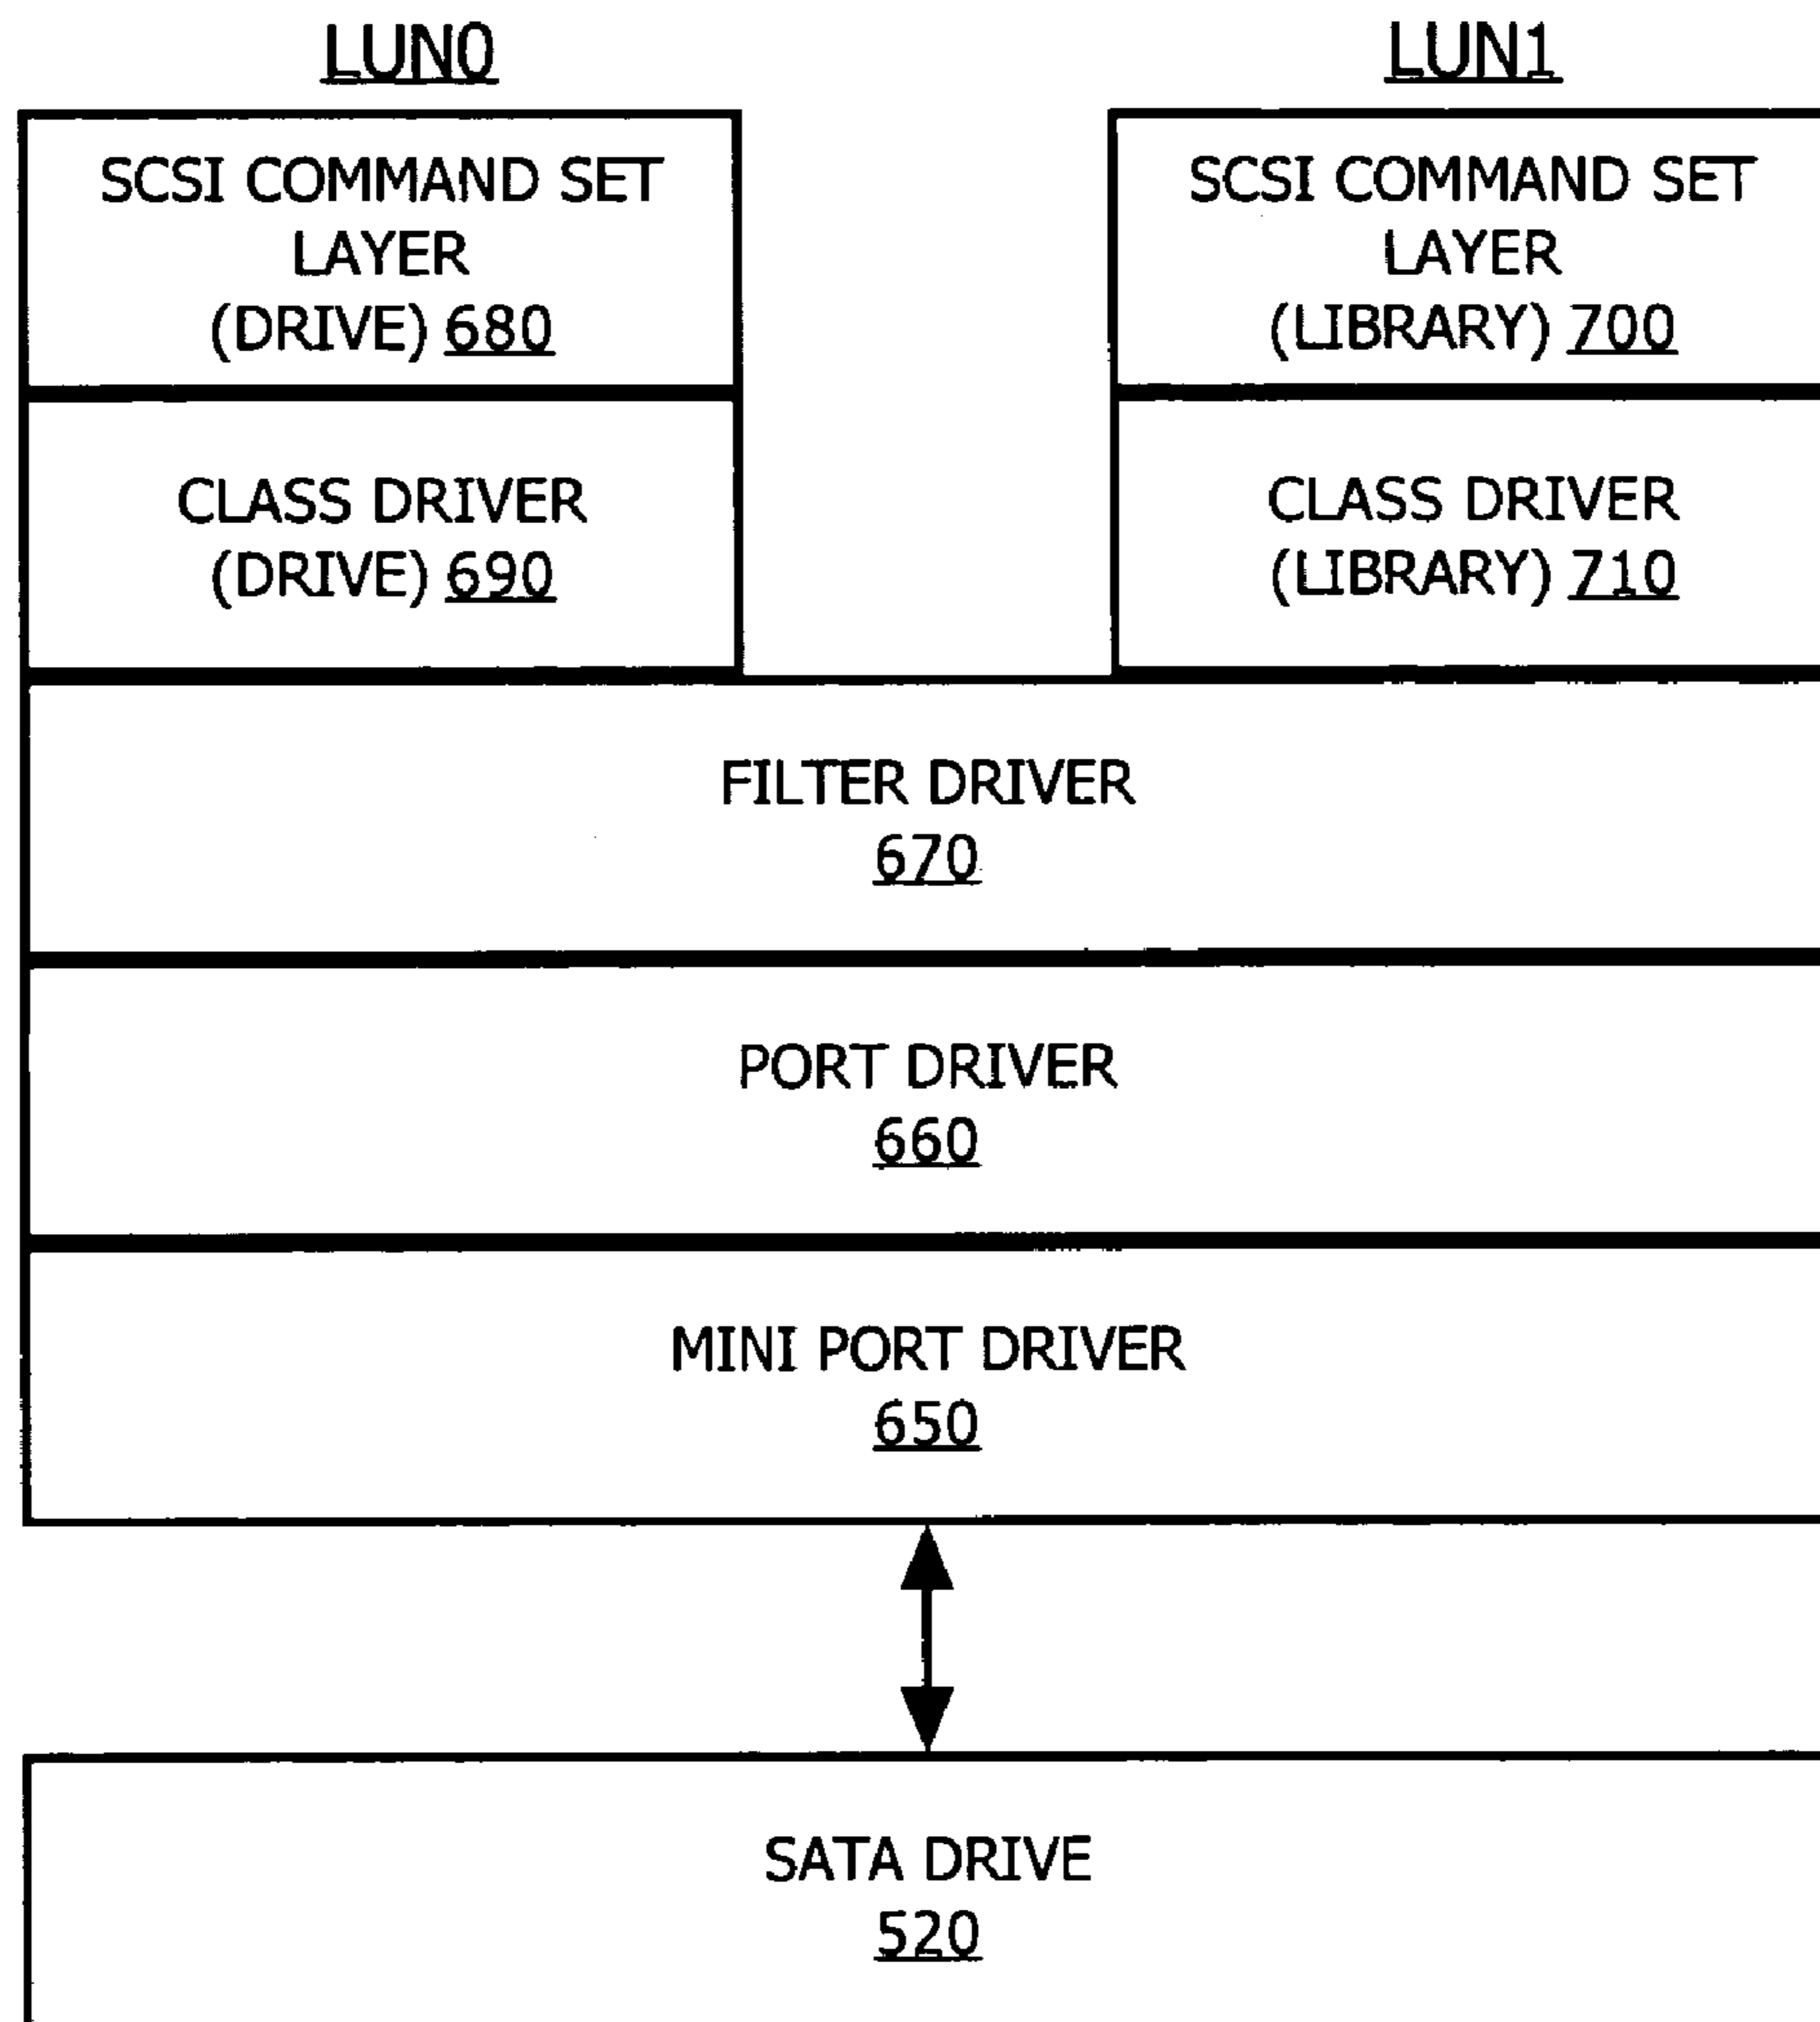 LUN0
SCSI COMMAND SET
LAYER
(DRIVE) 680
CLASS DRIVER
(DRIVE) 690
LUN1
SCSI COMMAND SET
LAYER
(LIBRARY) 700
CLASS DRIVER
(LIBRARY) 710
FILTER DRIVER
670
PORT DRIVER
660
MINI PORT DRIVER
650
SATA DRIVE
520